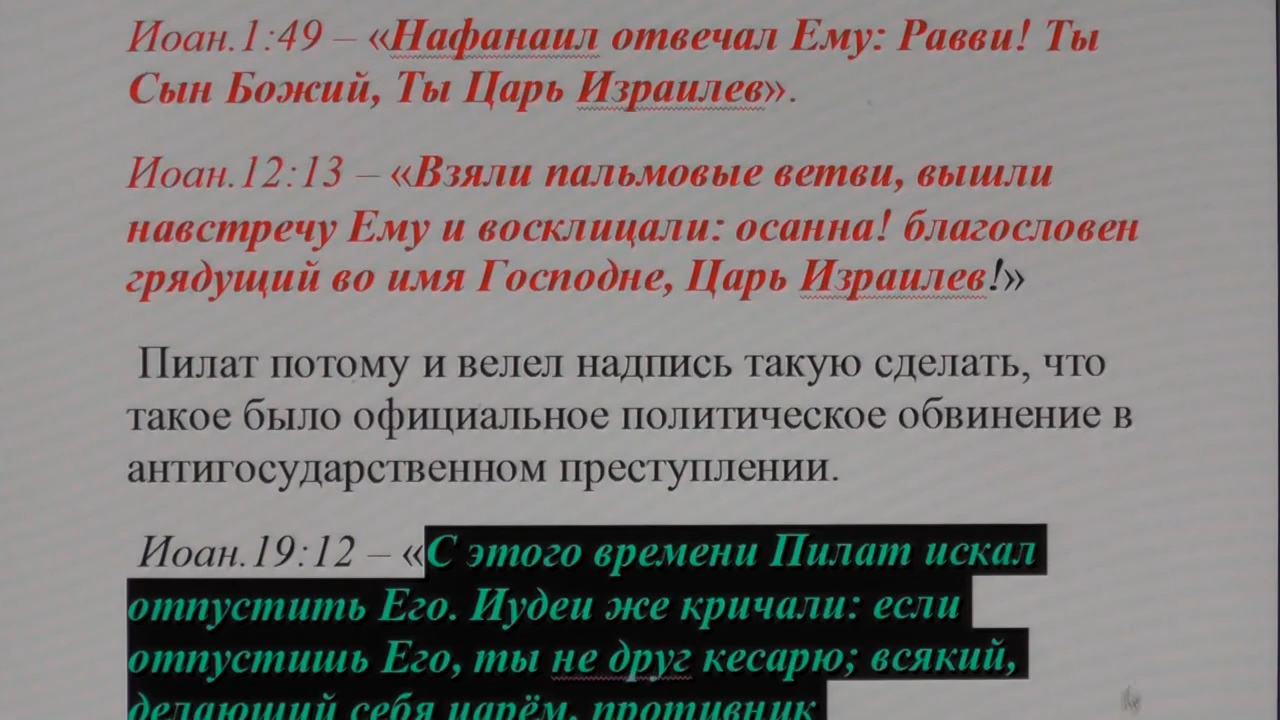 Иоан.1:49 – «Нафанаил отвечал Ему: Равви! Ты
Сын Божий, Ты Царь Израилев».
Иоан.12:13 – «Взяли пальмовые ветви, вышли
навстречу Ему и восклицали: осанна! благословен
грядущий во имя Господне, Царь Израилев!»
Пилат потому и велел надпись такую сделать, что
такое было официальное политическое обвинение в
антигосударственном преступлении.
Иоан.19:12 – «С этого времени Пилат искал
отпустить Его. Иудеи же кричали: если
отпустишь Его, ты не друг кесарю; всякий,
делающий себя царём, противник